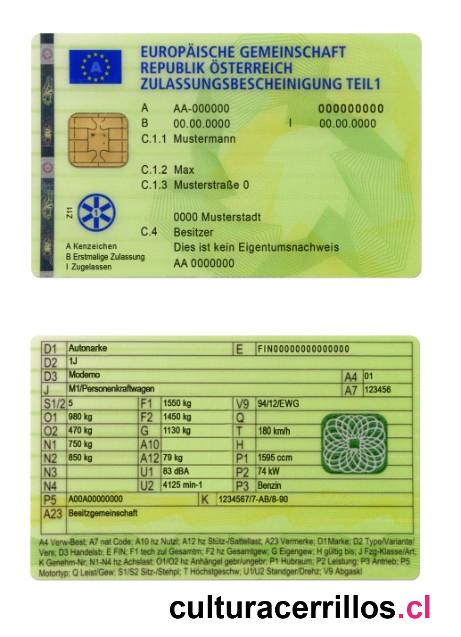 EUROPÄISCHE GEMEINSCHAFT
REPUBLIK ÖSTERREICH
ZULASSUNGSBESCHEINIGUNG TEIL1
A
A AA-000000 000000000
B 00.00.0000 I 00.00.0000
C.1.1 Mustermann
C.1.2 Max
C.1.3 Musterstraße 0
Z11 1
0000 Musterstadt
C.4 Besitzer
Dies ist kein Eigentumsnachweis
AA 0000000
A Kenzeichen
B Erstmalige Zulassung
I Zugelassen
D1 Autonarke E FIN00000000000000
D2 1J
D3 Moderno A4 01
J M1/Personenkraftwagen A7 123456
S1/2 5 F1 1550 kg V9 94/12/EWG
O1 980 kg F2 1450 kg Q
O2 470 kg G 1130 kg T 180 km/h
N1 750 kg A10 H
N2 850 kg A12 79 kg P1 1595 ccm
N3 U1 83 dBA P2 74 kW
N4 U2 4125 min-1 P3 Benzin
P5 A00A00000000 K 1234567/7-AB/8-90
A23 Besitzgemeinschaft
A4 Verw-Best; A7 nat Code; A10 hz Nutzl; A12 hz Stütz-/Sattellast; A23 Vermerke; D1Marke; D2 Type/Variante/
Vers; D3 Handelsb; E FIN; F1 tech zul Gesamtm; F2 hz Gesamtgew; G Eigengew; H gültig bis; J Fzg-Klasse/Art;
K Genehm-Nr; N1-N4 hz Achslast; O1/O2 hz Anhängel gebr/ungebr; P1 Hubraum; P2 Leistung; P3 Antrieb; P5
Motortyp; Q Leist/Gew; S1/S2 Sitz-/Stehpl; T Höchstgeschw; U1/U2 Standger/Drehz; V9 Abgaskl
culturacerrillos.cl